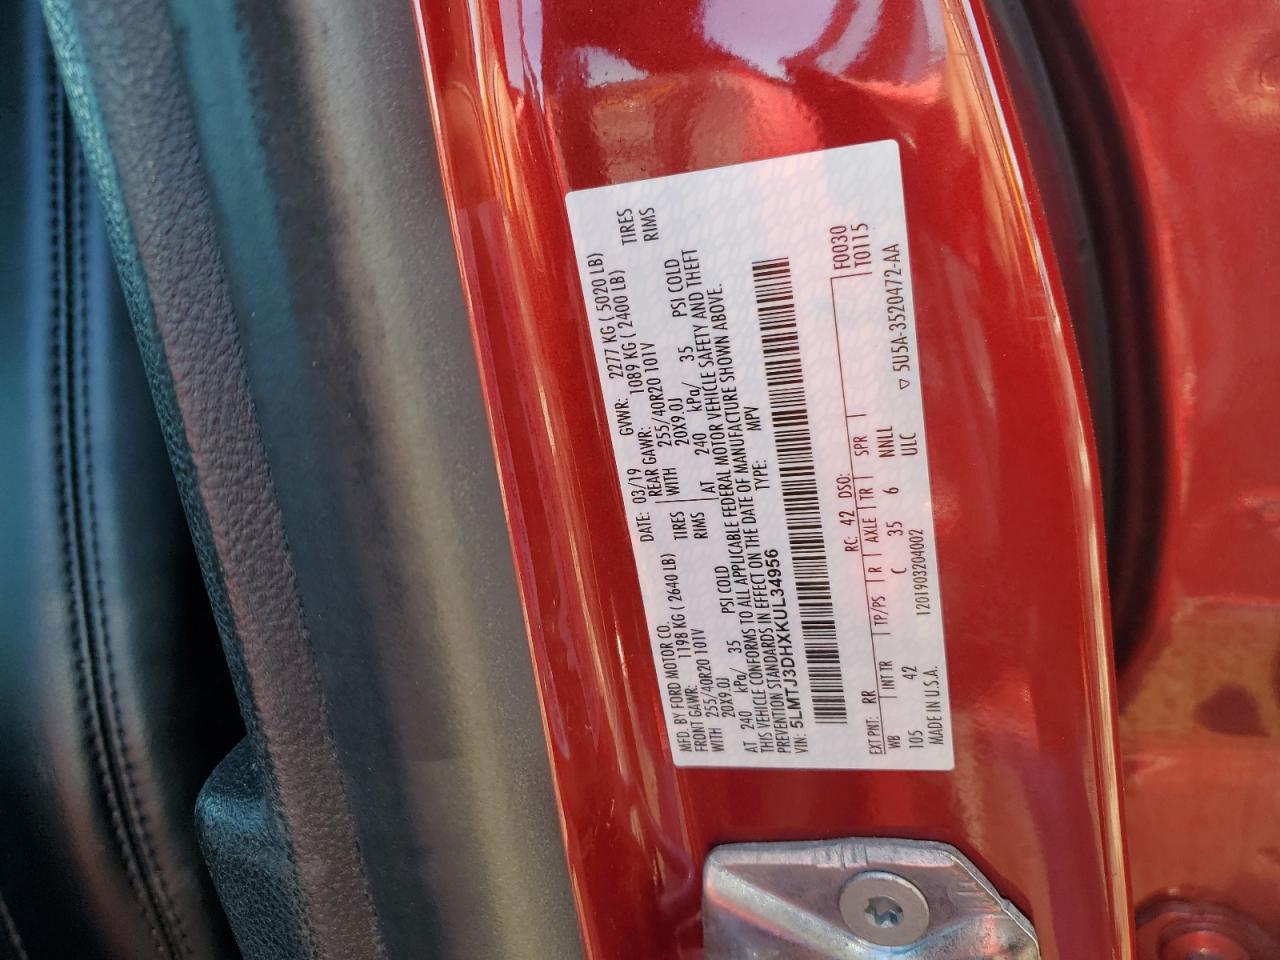 MFD. BY FORD MOTOR CO. DATE: 03/19 GVWR: 2277 KG ( 5020 LB)
FRONT GAWR: 1198 KG ( 2640 LB) REAR GAWR: 1089 KG ( 2400 LB)
WITH 255/40R20 101V TIRES WITH 255/40R20 101V TIRES
20X9.0J RIMS 20X9.0J RIMS
AT 240 kPa/ 35 PSI COLD AT 240 kPa/ 35 PSI COLD
THIS VEHICLE CONFORMS TO ALL APPLICABLE FEDERAL MOTOR VEHICLE SAFETY AND THEFT
PREVENTION STANDARDS IN EFFECT ON THE DATE OF MANUFACTURE SHOWN ABOVE.
VIN: 5LMTJ3DHXKUL34956 TYPE: MPV
F0030
T0115
EXT PNT: RR RC: 42 DSO:
WB INT TR TP/PS R AXLE TR SPR
105 42 C 35 6 NNLL
ULC
MADE IN U.S.A. 1201903204002 ▽ 5U5A-3520472-AA